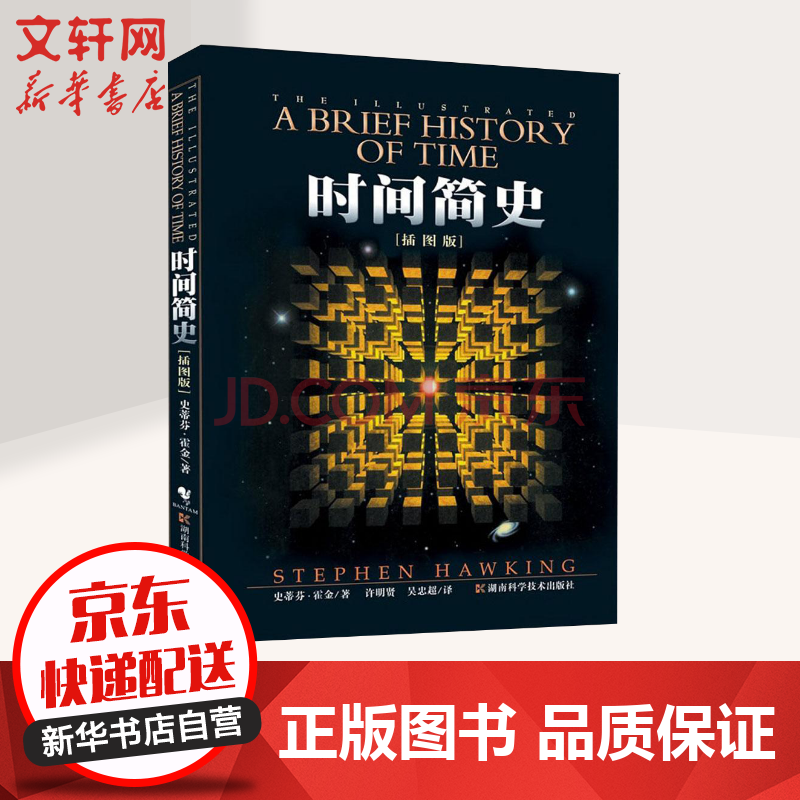 文轩网
新华书店
THE ILLUSTRATED
A BRIEF HISTORY
OF TIME
时间简史
[插图版]
JD.COM 京东
STEPHEN HAWKING
史蒂芬·霍金/著 许明贤 吴忠超/译 湖南科学技术出版社
THE ILLUSTRATED
A BRIEF HISTORY OF TIME
时间简史
[插图版]
史蒂芬·霍金/著
BANTAM
湖南科
京东
快递配送
新华书店自营
正版图书 品质保证